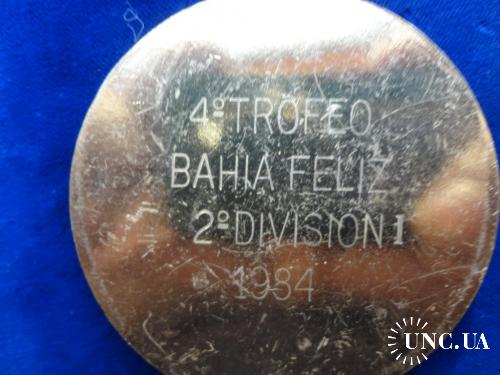 4º TROFEO
BAHIA FELIZ
2º DIVISION I
1984
UNC.UA